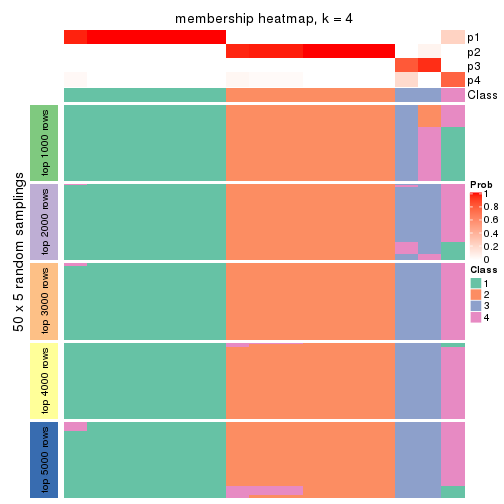 membership heatmap, k = 4
p1
p2
p3
p4
Class
50 x 5 random samplings
top 1000 rows
top 2000 rows
top 3000 rows
top 4000 rows
top 5000 rows
Prob
1
0.8
0.6
0.4
0.2
0
Class
1
2
3
4